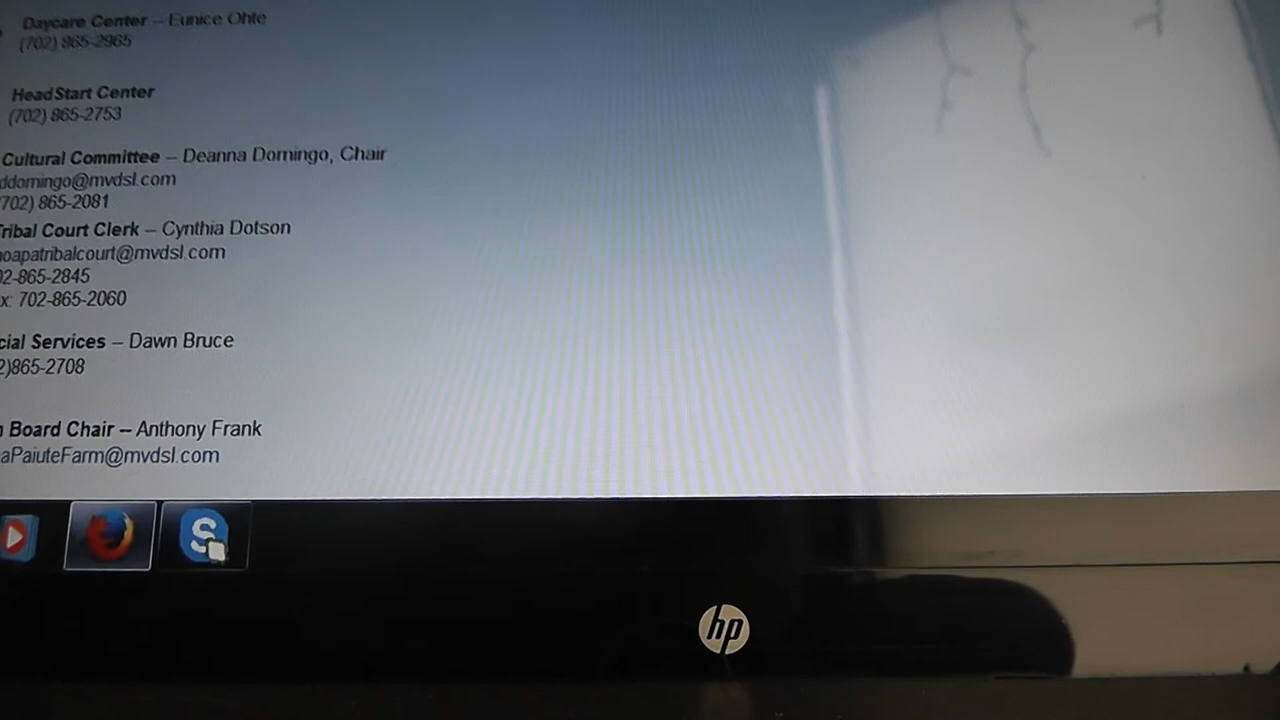 Daycare Center – Eunice Ohte
(702) 865-2965
HeadStart Center
(702) 865-2753
Cultural Committee – Deanna Domingo, Chair
ddomingo@mvdsl.com
702) 865-2081
Tribal Court Clerk – Cynthia Dotson
oapatribalcourt@mvdsl.com
02-865-2845
x: 702-865-2060
cial Services – Dawn Bruce
2)865-2708
Board Chair – Anthony Frank
aPaiuteFarm@mvdsl.com
S
hp